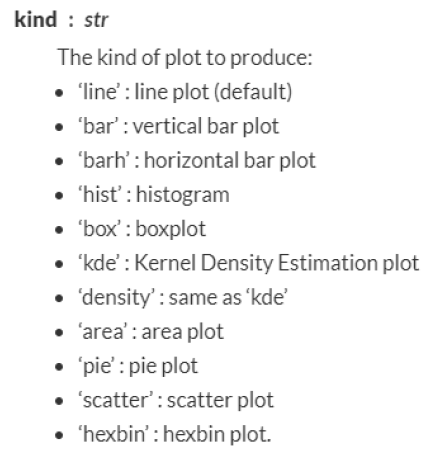 kind : str
The kind of plot to produce:
• ‘line’ : line plot (default)
• ‘bar’ : vertical bar plot
• ‘barh’ : horizontal bar plot
• ‘hist’ : histogram
• ‘box’ : boxplot
• ‘kde’ : Kernel Density Estimation plot
• ‘density’ : same as ‘kde’
• ‘area’ : area plot
• ‘pie’ : pie plot
• ‘scatter’ : scatter plot
• ‘hexbin’ : hexbin plot.